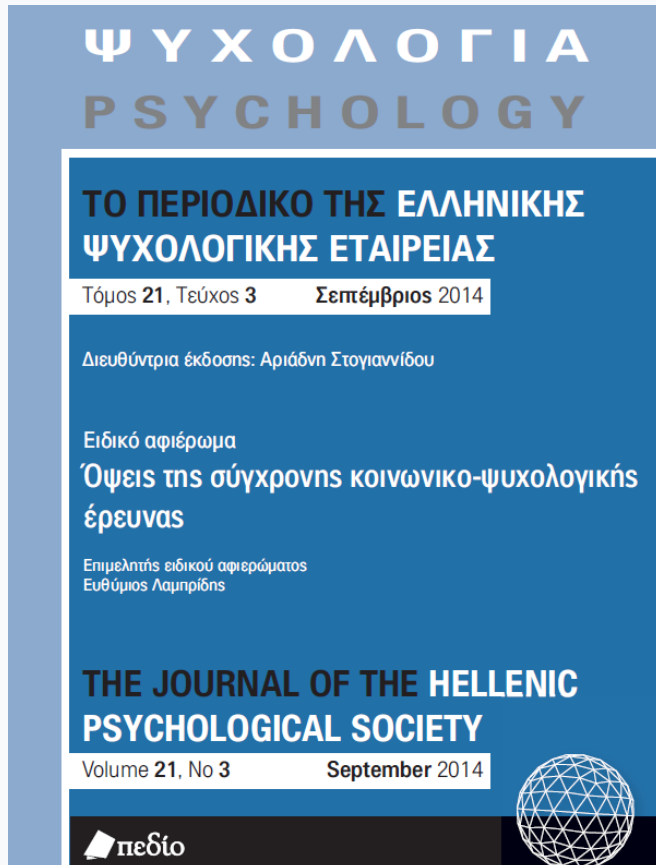 ΨΥΧΟΛΟΓΙΑ
PSYCHOLOGY
ΤΟ ΠΕΡΙΟΔΙΚΟ ΤΗΣ ΕΛΛΗΝΙΚΗΣ
ΨΥΧΟΛΟΓΙΚΗΣ ΕΤΑΙΡΕΙΑΣ
Τόμος 21, Τεύχος 3 Σεπτέμβριος 2014
Διευθύντρια έκδοσης: Αριάδνη Στογιαννίδου
Ειδικό αφιέρωμα
Όψεις της σύγχρονης κοινωνικο-ψυχολογικής
έρευνας
Επιμελητής ειδικού αφιερώματος
Ευθύμιος Λαμπρίδης
THE JOURNAL OF THE HELLENIC
PSYCHOLOGICAL SOCIETY
Volume 21, No 3 September 2014
πεδίο